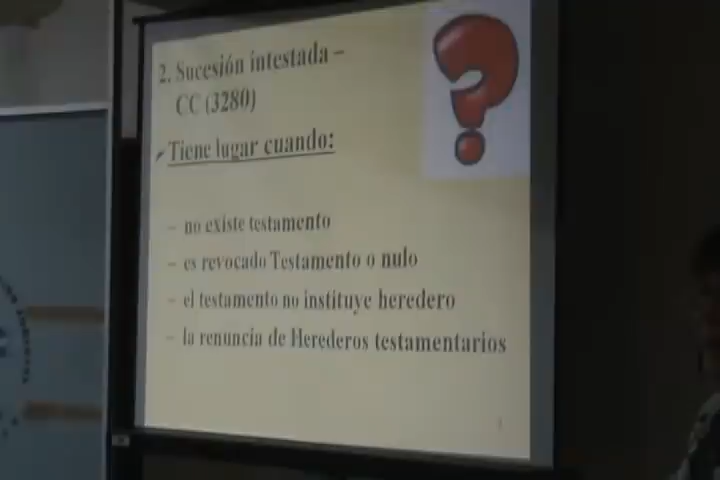 2. Sucesión intestada –
CC (3280)
Tiene lugar cuando:
– no existe testamento
– es revocado Testamento o nulo
– el testamento no instituye heredero
– la renuncia de Herederos testamentarios